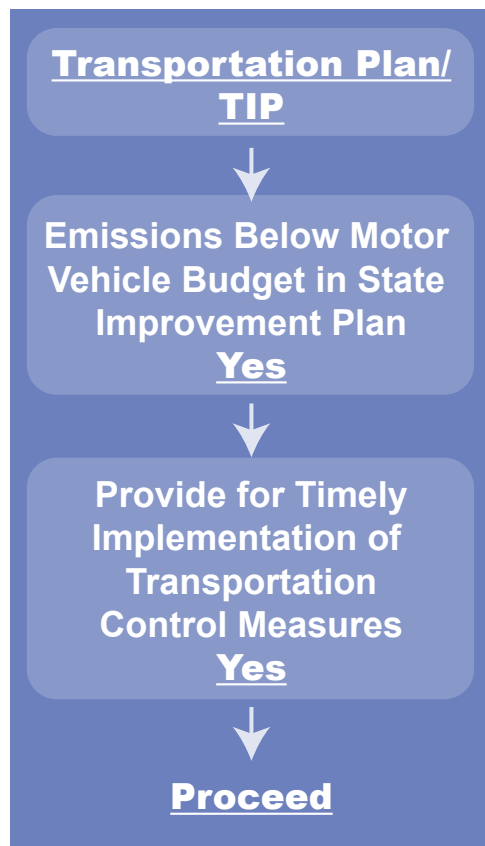 Transportation Plan/
TIP
Emissions Below Motor
Vehicle Budget in State
Improvement Plan
Yes
Provide for Timely
Implementation of
Transportation
Control Measures
Yes
Proceed